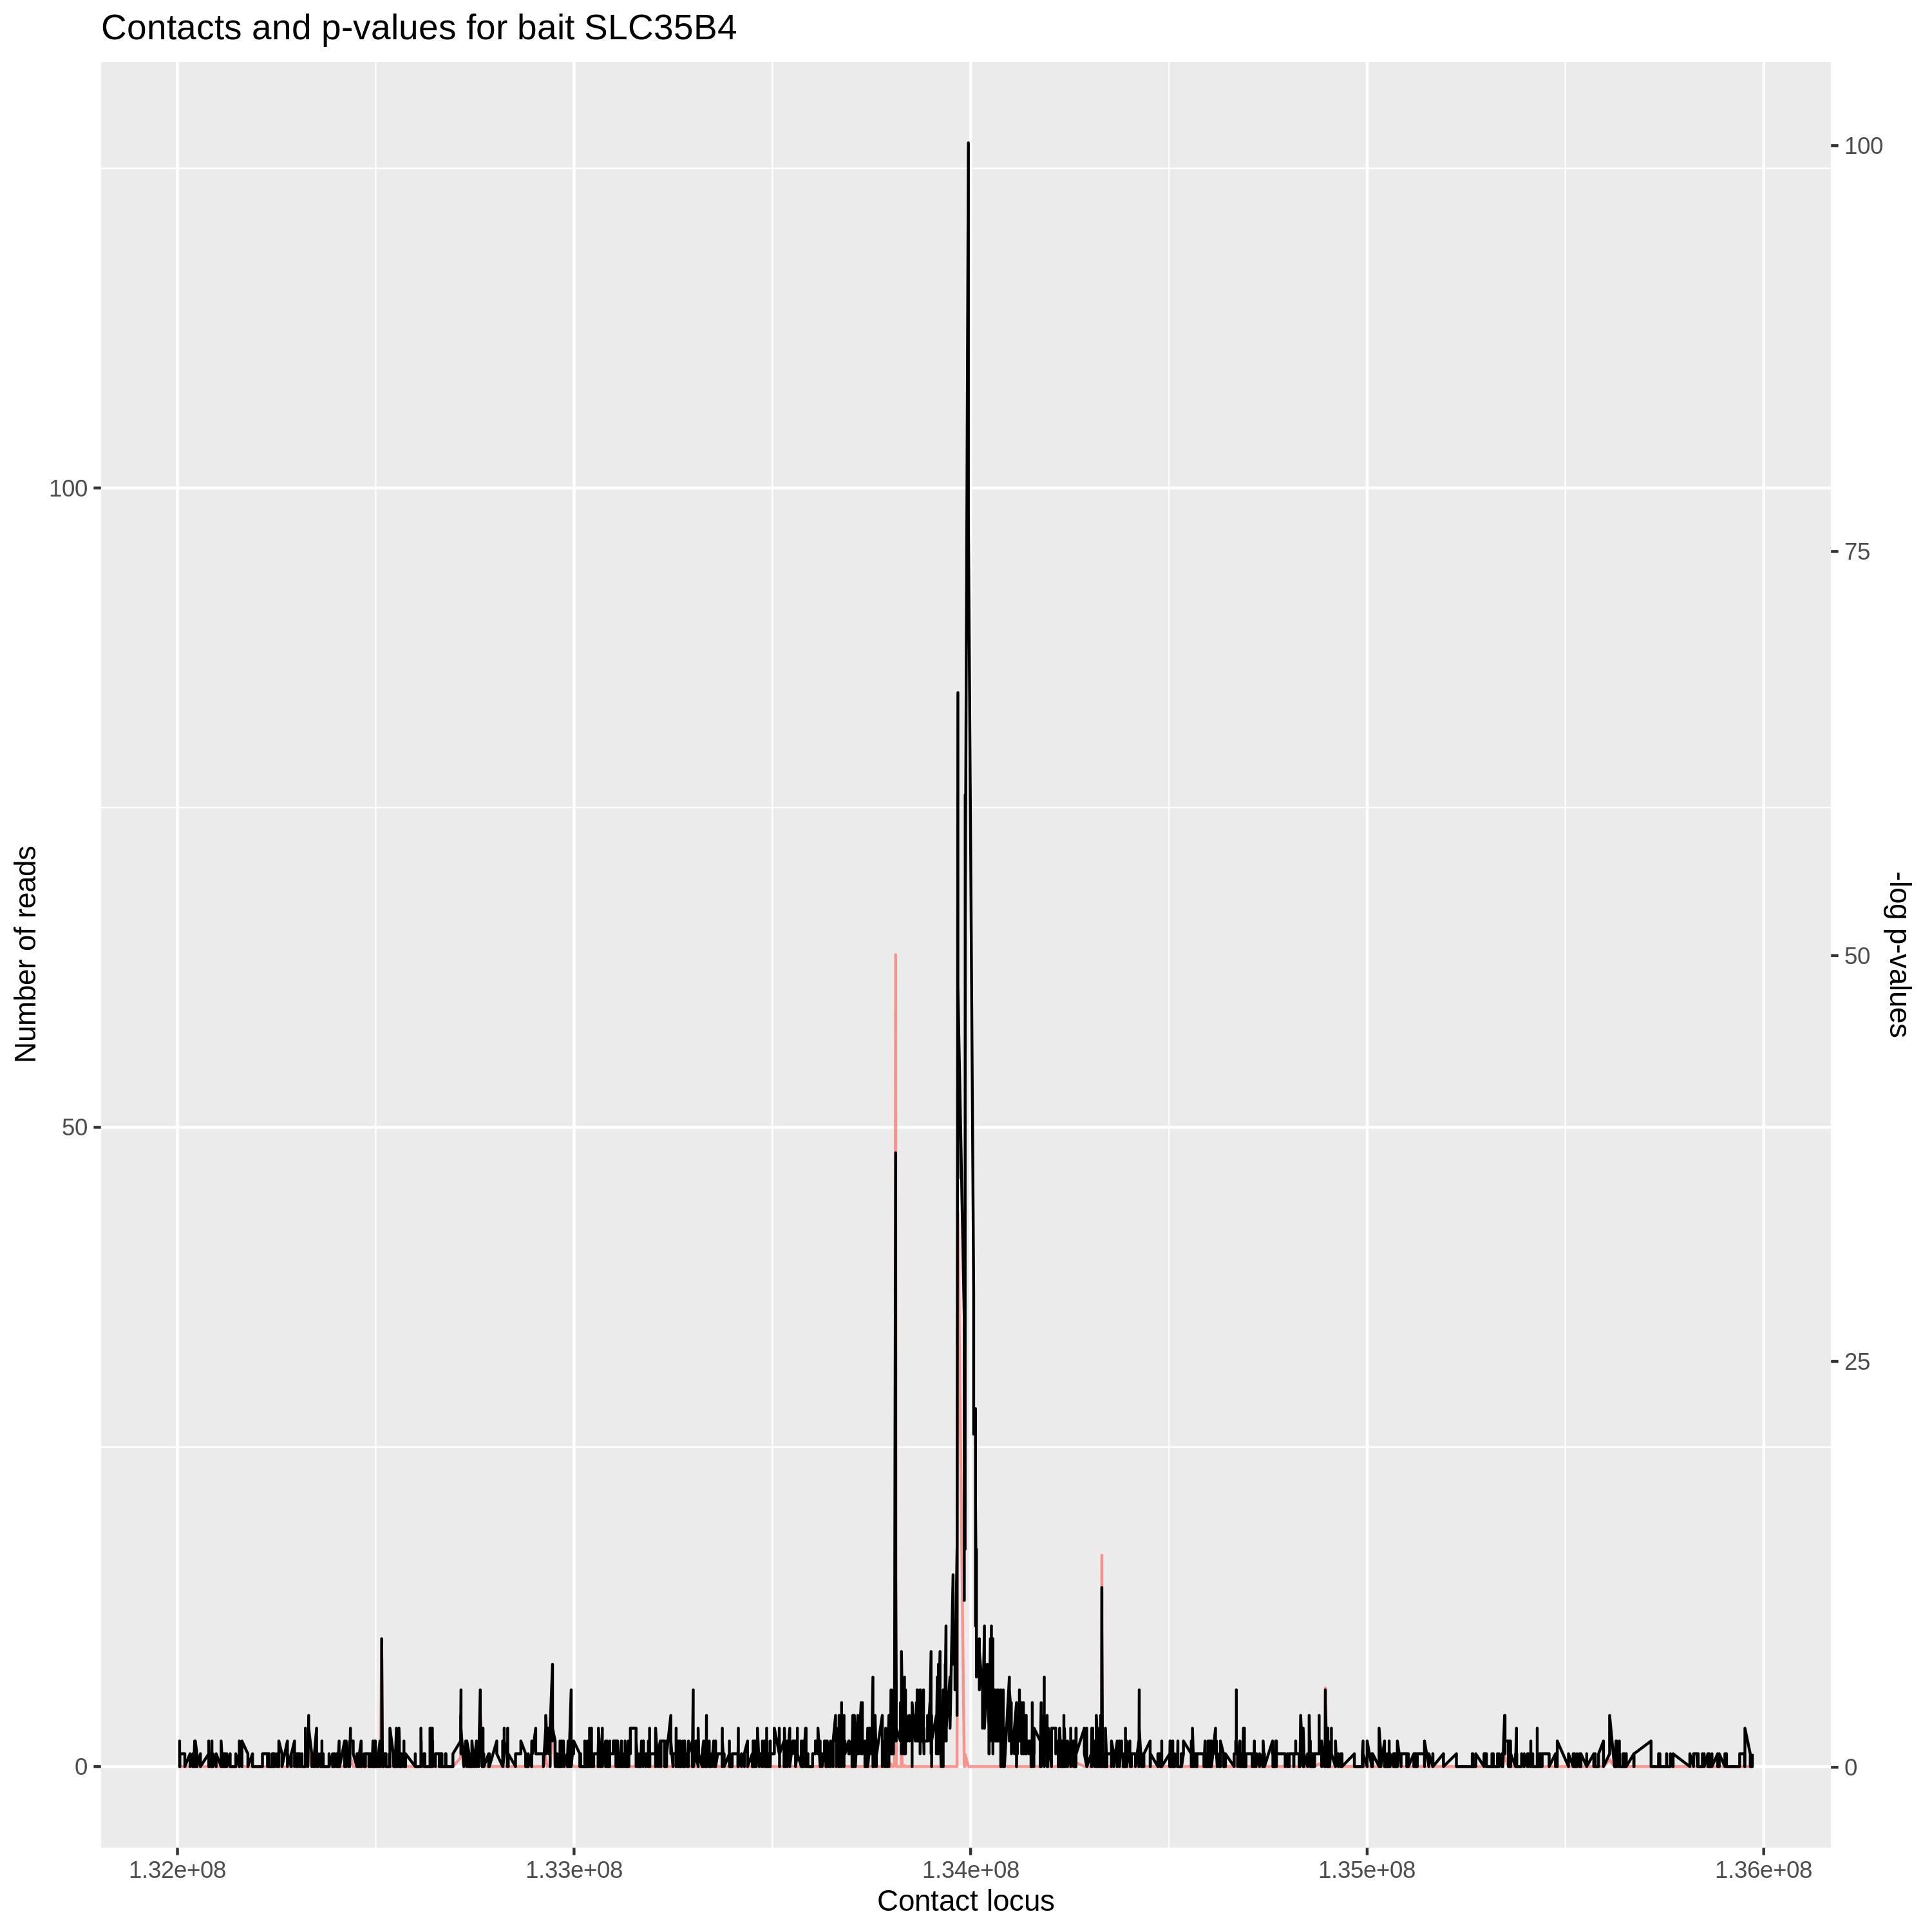 Contacts and p-values for bait SLC35B4
Number of reads
100
50
0
100
75
50
25
0
-log p-values
1.32e+08
1.33e+08
1.34e+08
1.35e+08
1.36e+08
Contact locus